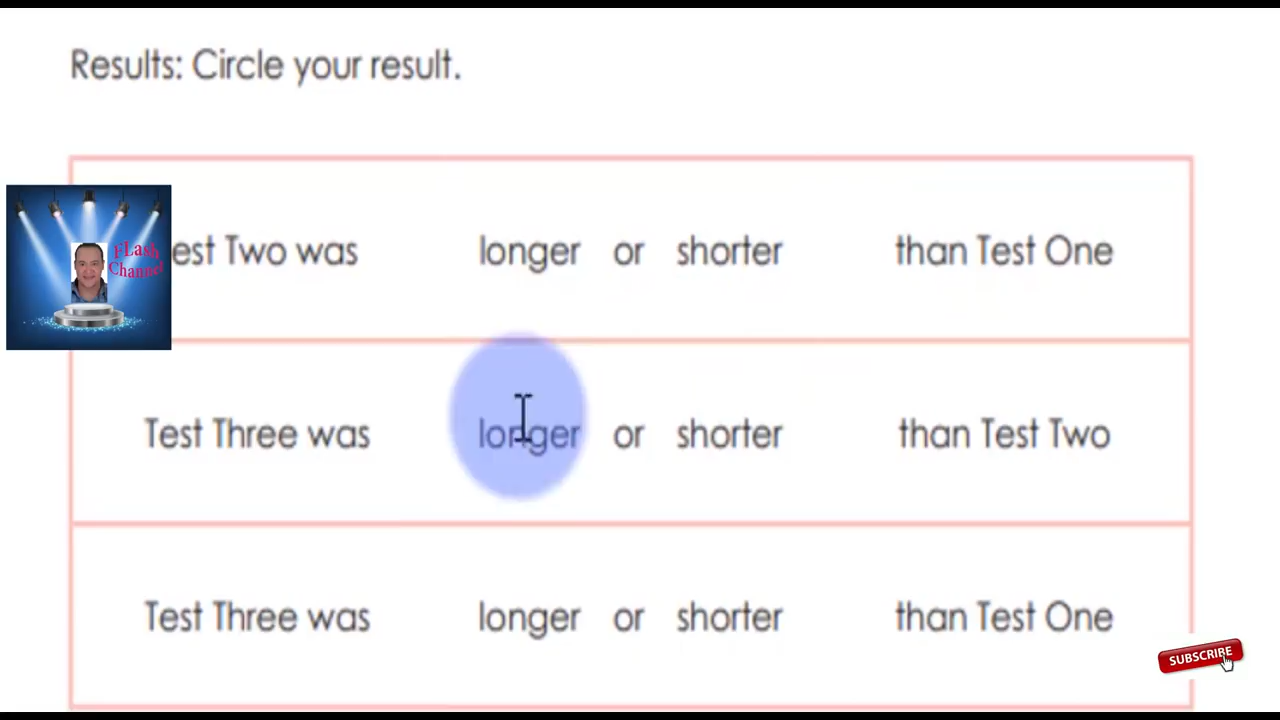 Results: Circle your result.
FLash
Channel
est Two was longer or shorter than Test One
Test Three was longer or shorter than Test Two
Test Three was longer or shorter than Test One
SUBSCRIBE